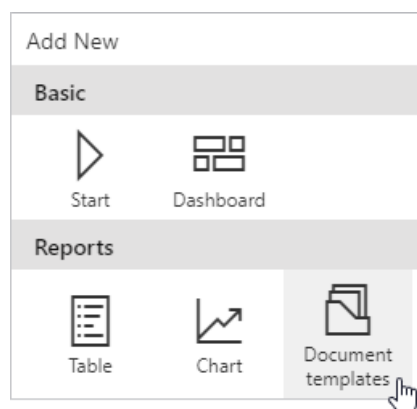 Add New
Basic
Start
Dashboard
Reports
Table
Chart
Document
templates